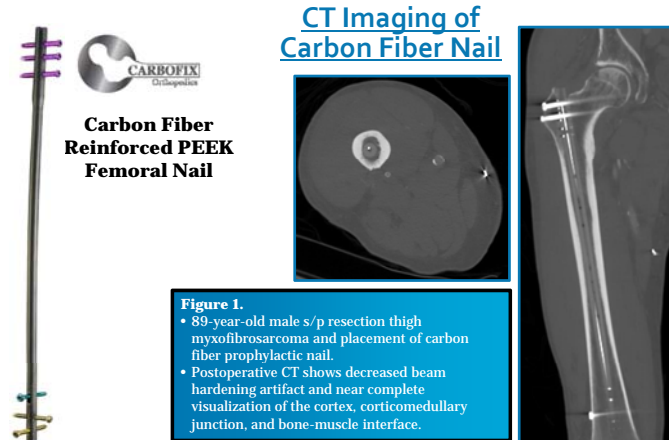 CT Imaging of
Carbon Fiber Nail
CARBOFIX
Orthopedics
Carbon Fiber
Reinforced PEEK
Femoral Nail
Figure 1.
• 89-year-old male s/p resection thigh
myxofibrosarcoma and placement of carbon
fiber prophylactic nail.
• Postoperative CT shows decreased beam
hardening artifact and near complete
visualization of the cortex, corticomedullary
junction, and bone-muscle interface.